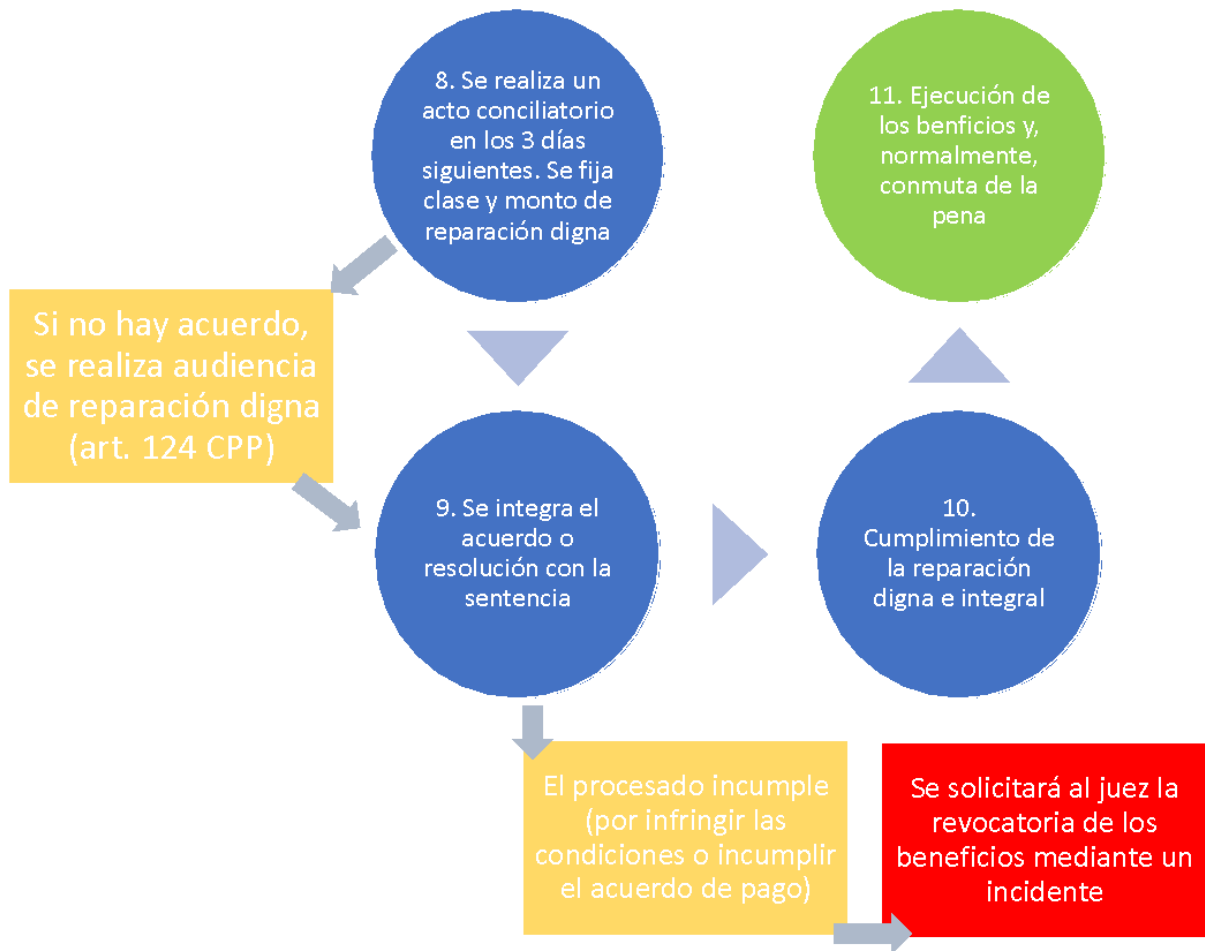 8. Se realiza un
acto conciliatorio
en los 3 días
siguientes. Se fija
clase y monto de
reparación digna
Si no hay acuerdo,
se realiza audiencia
de reparación digna
(art. 124 CPP)
9. Se integra el
acuerdo o
resolución con la
sentencia
10.
Cumplimiento de
la reparación
digna e integral
11. Ejecución de
los benficios y,
normalmente,
conmuta de la
pena
El procesado incumple
(por infringir las
condiciones o incumplir
el acuerdo de pago)
Se solicitará al juez la
revocatoria de los
beneficios mediante un
incidente